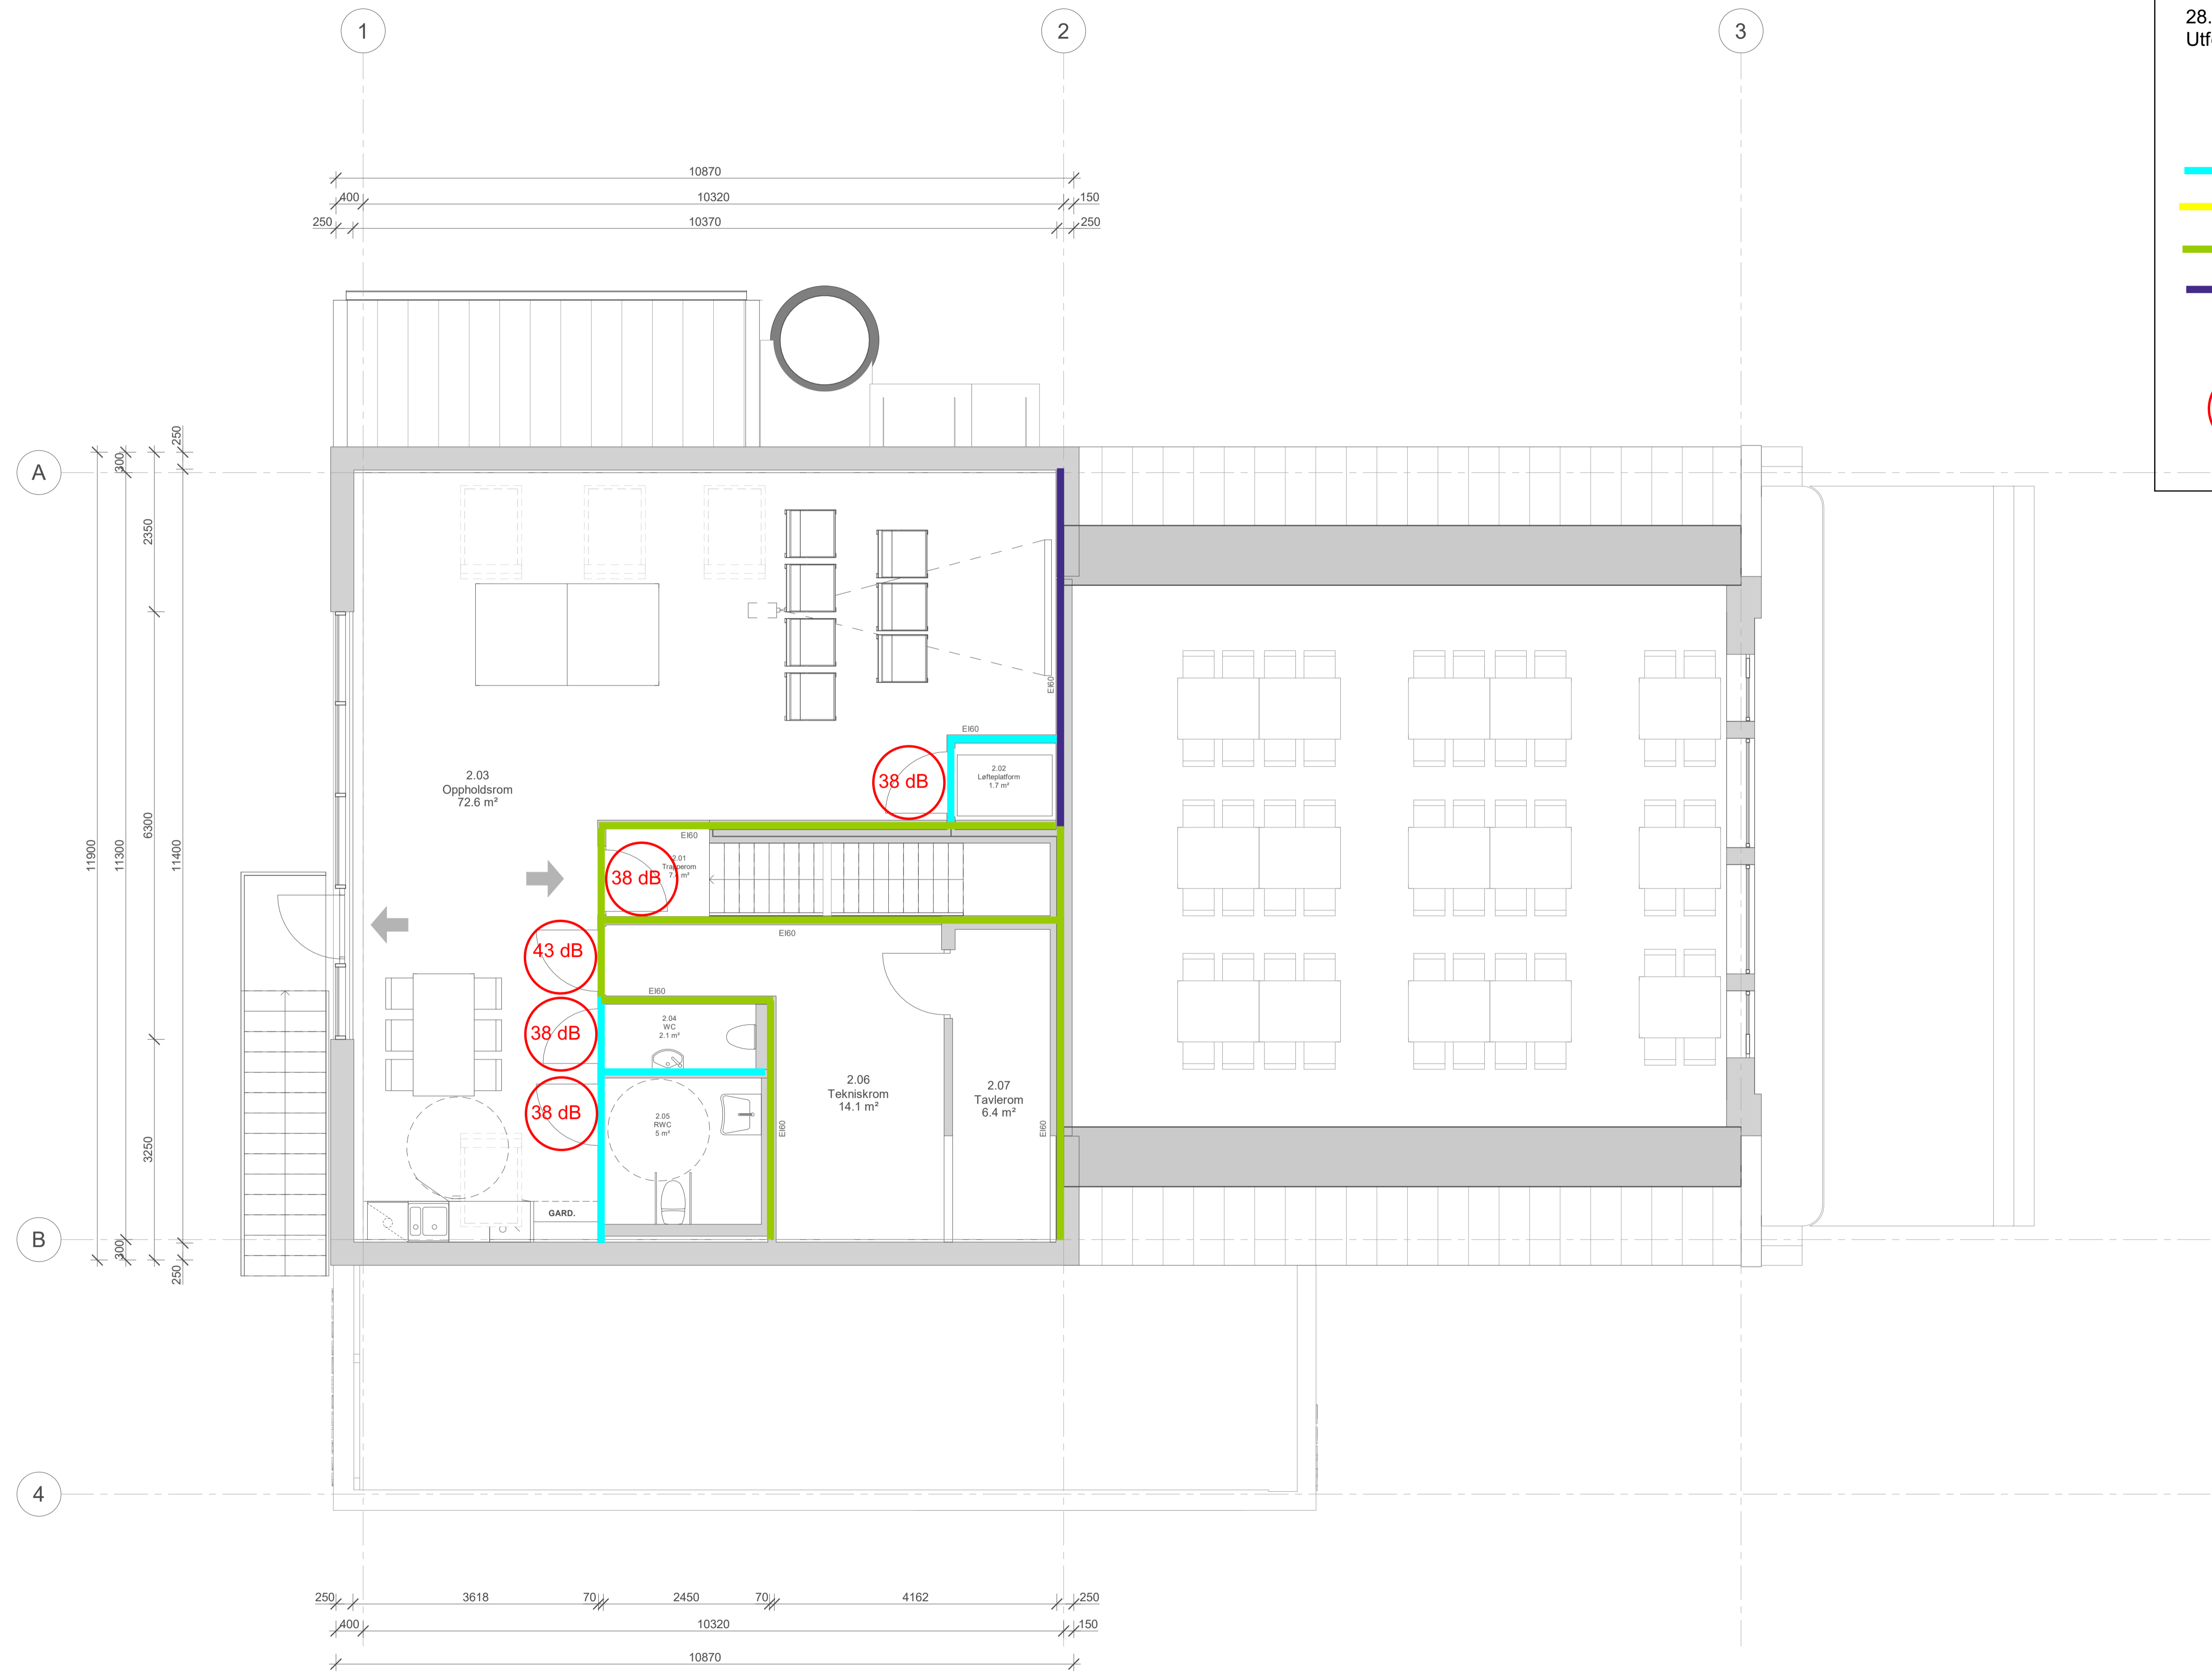 1
2
3
28.
Utf
10870
400
10320
150
250
10370
250
A
250
300
2350
EI60
EI60
2.02
Løfteplatform
1.7 m²
38 dB
2.03
Oppholdsrom
72.6 m²
11900
11300
6300
11400
EI60
2.01
38 dB
EI60
43 dB
EI60
2.04
WC
2.1 m²
38 dB
2.06
Tekniskrom
14.1 m²
2.07
Tavlerom
6.4 m²
38 dB
2.05
RWC
5 m²
EI60
EI60
3250
GARD.
B
300
250
4
250
3618
70
2450
70
4162
250
400
10320
150
10870